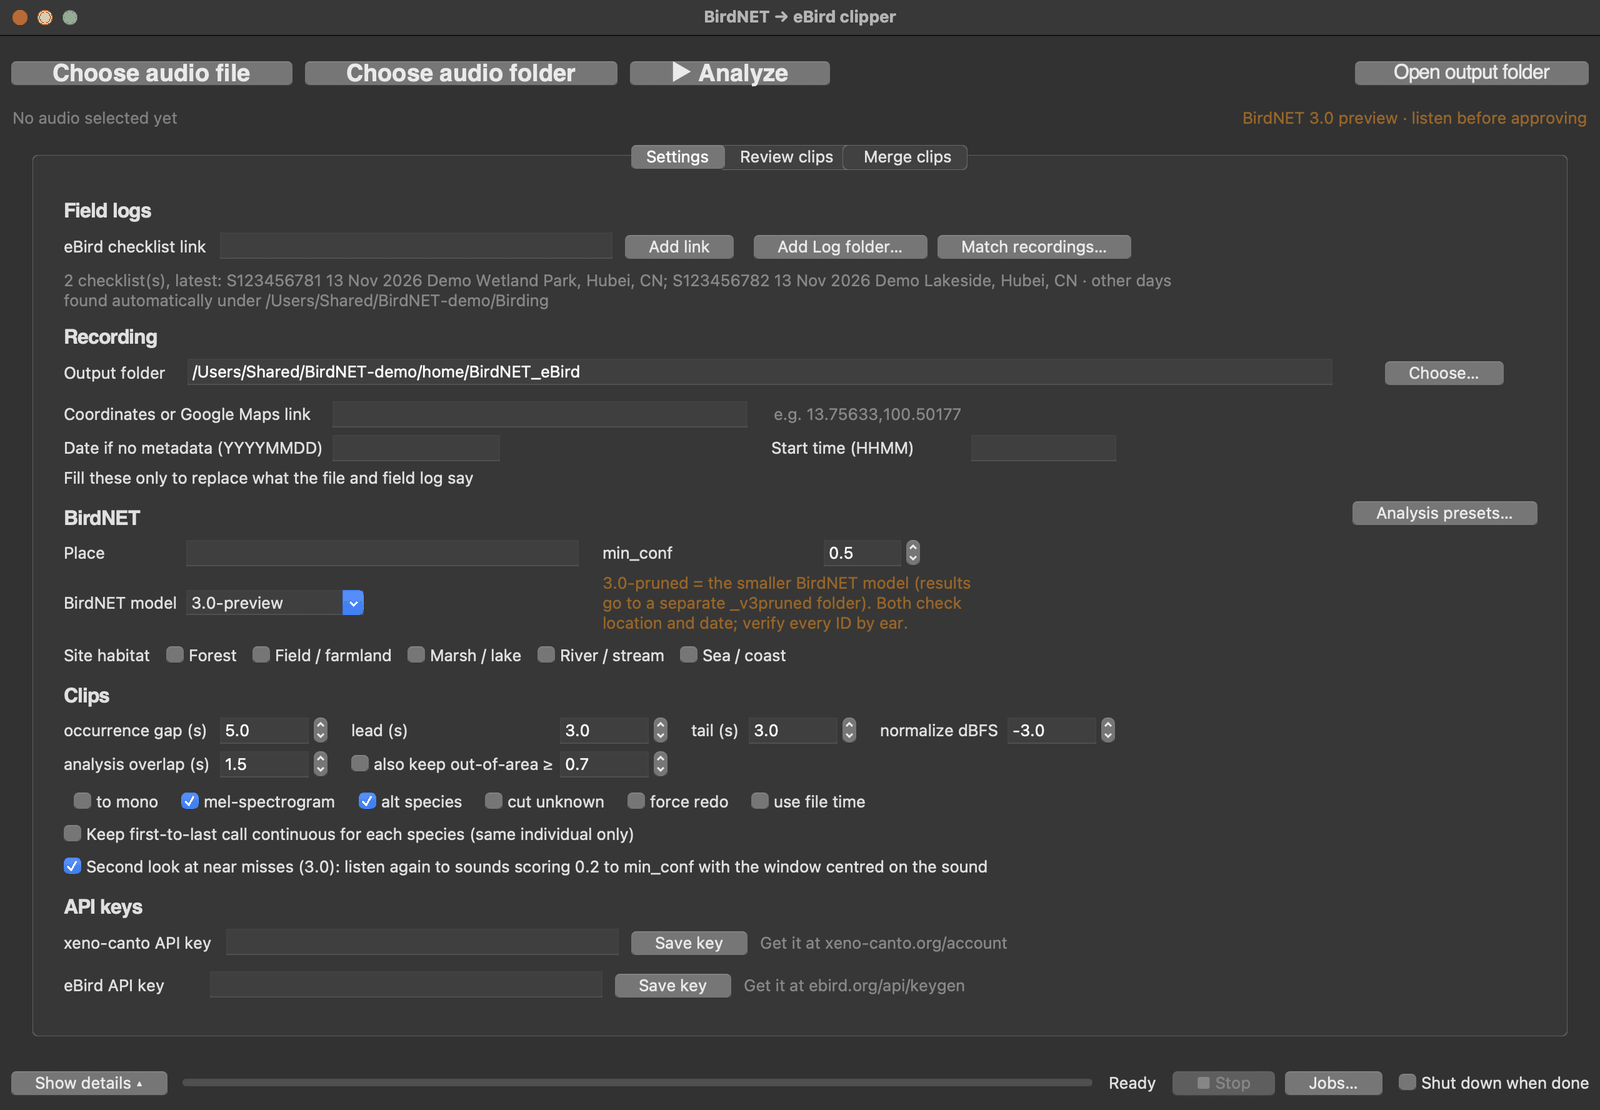 BirdNET → eBird clipper
Choose audio file
Choose audio folder
▶ Analyze
Open output folder
No audio selected yet
BirdNET 3.0 preview · listen before approving
Settings
Review clips
Merge clips
Field logs
eBird checklist link
Add link
Add Log folder...
Match recordings...
2 checklist(s), latest: S123456781 13 Nov 2026 Demo Wetland Park, Hubei, CN; S123456782 13 Nov 2026 Demo Lakeside, Hubei, CN · other days
found automatically under /Users/Shared/BirdNET-demo/Birding
Recording
Output folder
/Users/Shared/BirdNET-demo/home/BirdNET_eBird
Choose...
Coordinates or Google Maps link
e.g. 13.75633,100.50177
Date if no metadata (YYYYMMDD)
Start time (HHMM)
Fill these only to replace what the file and field log say
BirdNET
Analysis presets...
Place
min_conf
0.5
3.0-pruned = the smaller BirdNET model (results
go to a separate _v3pruned folder). Both check
location and date; verify every ID by ear.
BirdNET model
3.0-preview
Site habitat
Forest
Field / farmland
Marsh / lake
River / stream
Sea / coast
Clips
occurrence gap (s)
5.0
lead (s)
3.0
tail (s)
3.0
normalize dBFS
-3.0
analysis overlap (s)
1.5
also keep out-of-area ≥
0.7
to mono
mel-spectrogram
alt species
cut unknown
force redo
use file time
Keep first-to-last call continuous for each species (same individual only)
Second look at near misses (3.0): listen again to sounds scoring 0.2 to min_conf with the window centred on the sound
API keys
xeno-canto API key
Save key
Get it at xeno-canto.org/account
eBird API key
Save key
Get it at ebird.org/api/keygen
Show details ▴
Ready
Stop
Jobs...
Shut down when done